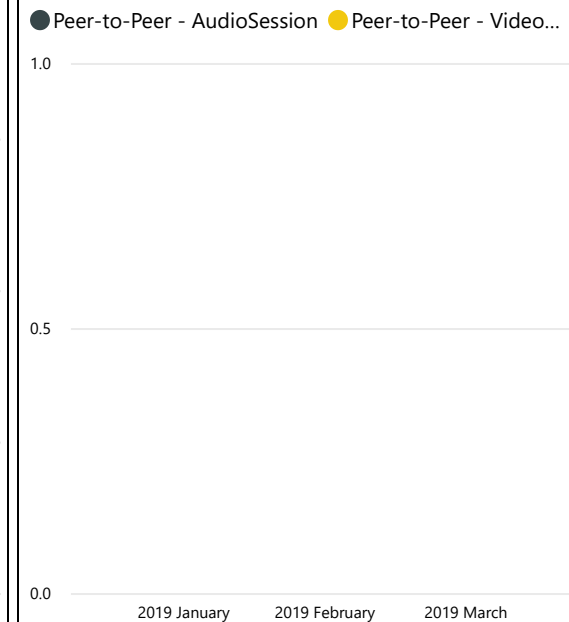 Peer-to-Peer - AudioSession Peer-to-Peer - Video...
1.0
0.5
0.0
2019 January 2019 February 2019 March